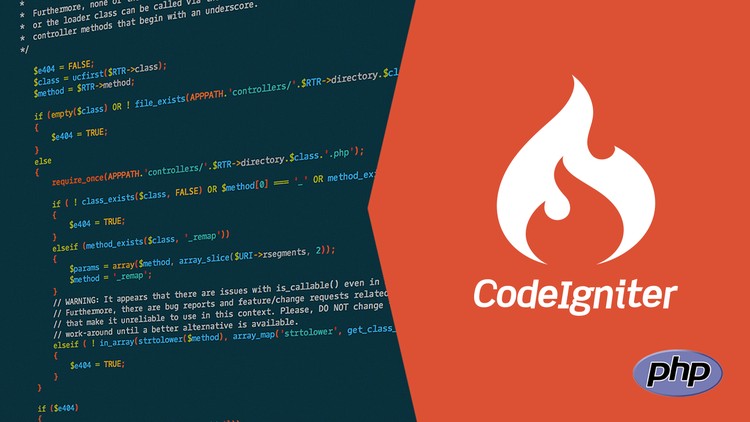 * Furthermore, none of th
* or the loader class can be called via th
* controller methods that begin with an underscore.
*/
$e404 = FALSE;
$class = ucfirst($RTR->class);
$method = $RTR->method;
if (empty($class) OR ! file_exists(APPPATH.'controllers/'.$RTR->directory.$cl
{
$e404 = TRUE;
}
else
{
require_once(APPPATH.'controllers/'.$RTR->directory.$class.'.php');
if ( ! class_exists($class, FALSE) OR $method[0] === '_' OR method_exi
{
$e404 = TRUE;
}
elseif (method_exists($class, '_remap'))
{
$params = array($method, array_slice($URI->rsegments, 2));
$method = '_remap';
}
// WARNING: It appears that there are issues with is_callable() even in
// Furthermore, there are bug reports and feature/change requests related
// that make it unreliable to use in this context. Please, DO NOT change
// work-around until a better alternative is available.
elseif ( ! in_array(strtolower($method), array_map('strtolower', get_class_
{
$e404 = TRUE;
}
}
if ($e404)
{
CodeIgniter
php